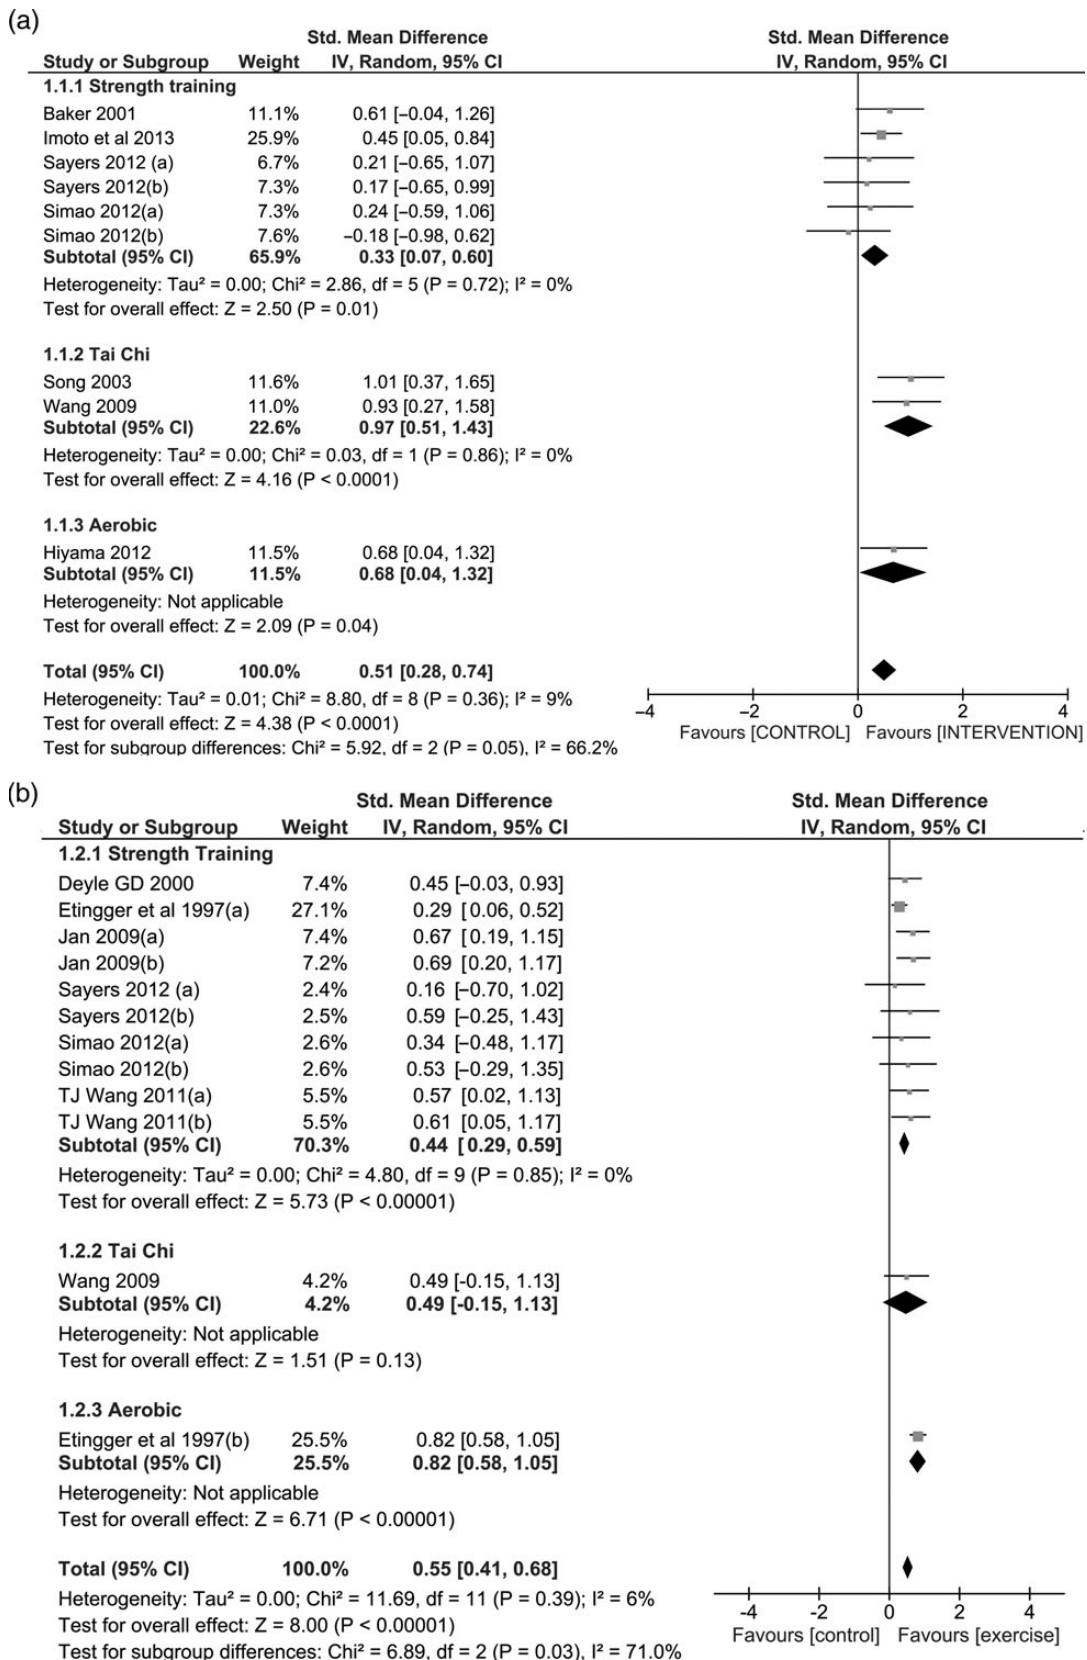 (a)
Std. Mean Difference Std. Mean Difference
Study or Subgroup Weight IV, Random, 95% CI IV, Random, 95% CI
1.1.1 Strength training
Baker 2001 11.1% 0.61 [–0.04, 1.26]
Imoto et al 2013 25.9% 0.45 [0.05, 0.84]
Sayers 2012 (a) 6.7% 0.21 [–0.65, 1.07]
Sayers 2012(b) 7.3% 0.17 [–0.65, 0.99]
Simao 2012(a) 7.3% 0.24 [–0.59, 1.06]
Simao 2012(b) 7.6% –0.18 [–0.98, 0.62]
Subtotal (95% CI) 65.9% 0.33 [0.07, 0.60]
Heterogeneity: Tau² = 0.00; Chi² = 2.86, df = 5 (P = 0.72); I² = 0%
Test for overall effect: Z = 2.50 (P = 0.01)
1.1.2 Tai Chi
Song 2003 11.6% 1.01 [0.37, 1.65]
Wang 2009 11.0% 0.93 [0.27, 1.58]
Subtotal (95% CI) 22.6% 0.97 [0.51, 1.43]
Heterogeneity: Tau² = 0.00; Chi² = 0.03, df = 1 (P = 0.86); I² = 0%
Test for overall effect: Z = 4.16 (P < 0.0001)
1.1.3 Aerobic
Hiyama 2012 11.5% 0.68 [0.04, 1.32]
Subtotal (95% CI) 11.5% 0.68 [0.04, 1.32]
Heterogeneity: Not applicable
Test for overall effect: Z = 2.09 (P = 0.04)
Total (95% CI) 100.0% 0.51 [0.28, 0.74]
Heterogeneity: Tau² = 0.01; Chi² = 8.80, df = 8 (P = 0.36); I² = 9%
Test for overall effect: Z = 4.38 (P < 0.0001)
Test for subgroup differences: Chi² = 5.92, df = 2 (P = 0.05), I² = 66.2%
–4 –2 0 2 4
Favours [CONTROL] Favours [INTERVENTION]
(b)
Std. Mean Difference Std. Mean Difference
Study or Subgroup Weight IV, Random, 95% CI IV, Random, 95% CI
1.2.1 Strength Training
Deyle GD 2000 7.4% 0.45 [–0.03, 0.93]
Etingger et al 1997(a) 27.1% 0.29 [0.06, 0.52]
Jan 2009(a) 7.4% 0.67 [0.19, 1.15]
Jan 2009(b) 7.2% 0.69 [0.20, 1.17]
Sayers 2012 (a) 2.4% 0.16 [–0.70, 1.02]
Sayers 2012(b) 2.5% 0.59 [–0.25, 1.43]
Simao 2012(a) 2.6% 0.34 [–0.48, 1.17]
Simao 2012(b) 2.6% 0.53 [–0.29, 1.35]
TJ Wang 2011(a) 5.5% 0.57 [0.02, 1.13]
TJ Wang 2011(b) 5.5% 0.61 [0.05, 1.17]
Subtotal (95% CI) 70.3% 0.44 [0.29, 0.59]
Heterogeneity: Tau² = 0.00; Chi² = 4.80, df = 9 (P = 0.85); I² = 0%
Test for overall effect: Z = 5.73 (P < 0.00001)
1.2.2 Tai Chi
Wang 2009 4.2% 0.49 [-0.15, 1.13]
Subtotal (95% CI) 4.2% 0.49 [-0.15, 1.13]
Heterogeneity: Not applicable
Test for overall effect: Z = 1.51 (P = 0.13)
1.2.3 Aerobic
Etingger et al 1997(b) 25.5% 0.82 [0.58, 1.05]
Subtotal (95% CI) 25.5% 0.82 [0.58, 1.05]
Heterogeneity: Not applicable
Test for overall effect: Z = 6.71 (P < 0.00001)
Total (95% CI) 100.0% 0.55 [0.41, 0.68]
Heterogeneity: Tau² = 0.00; Chi² = 11.69, df = 11 (P = 0.39); I² = 6%
Test for overall effect: Z = 8.00 (P < 0.00001)
Test for subgroup differences: Chi² = 6.89, df = 2 (P = 0.03), I² = 71.0%
-4 -2 0 2 4
Favours [control] Favours [exercise]